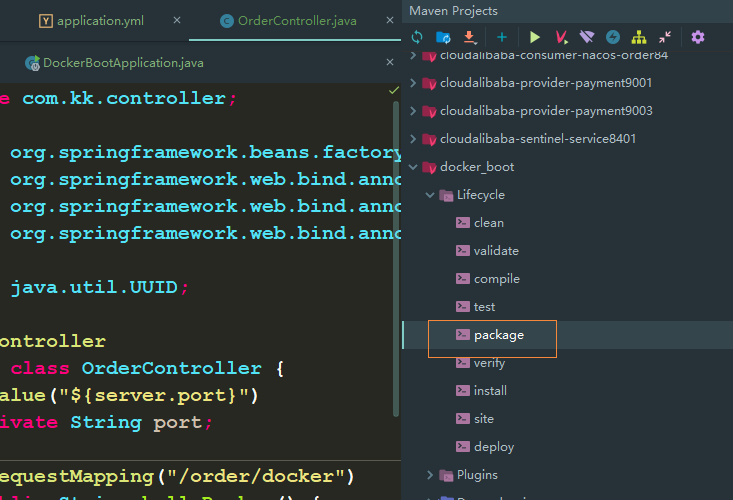 application.yml
OrderController.java
DockerBootApplication.java
e com.kk.controller;
org.springframework.beans.factory
org.springframework.web.bind.anno
org.springframework.web.bind.anno
org.springframework.web.bind.anno
java.util.UUID;
ontroller
class OrderController {
alue("${server.port}")
ivate String port;
equestMapping("/order/docker")
Maven Projects
cloudalibaba-consumer-nacos-order84
cloudalibaba-provider-payment9001
cloudalibaba-provider-payment9003
cloudalibaba-sentinel-service8401
docker_boot
Lifecycle
clean
validate
compile
test
package
verify
install
site
deploy
Plugins